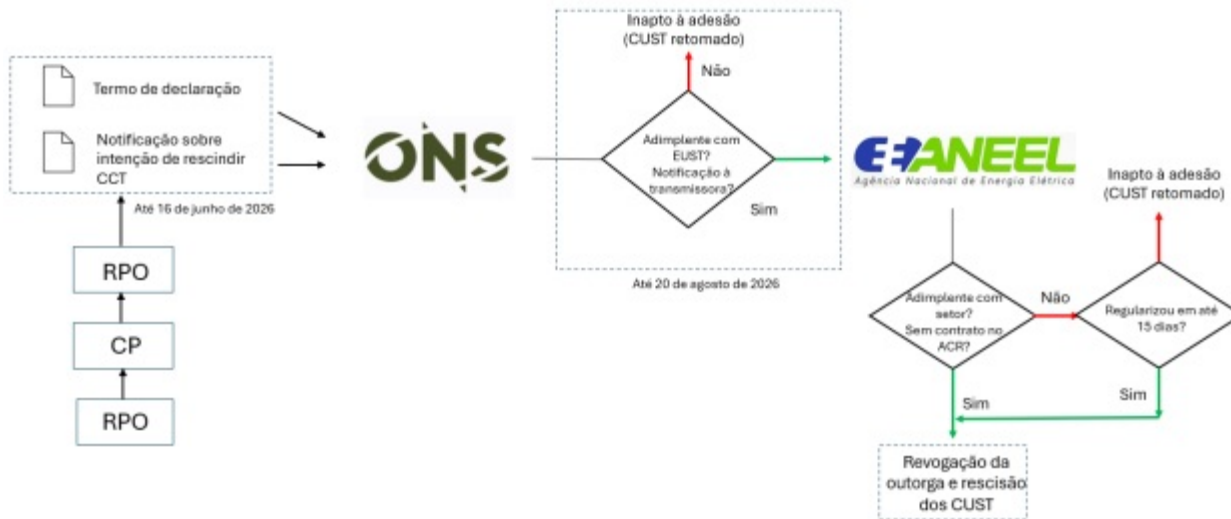 Termo de declaração
Notificação sobre
intenção de rescindir
CCT
Até 16 de junho de 2026
RPO
CP
RPO
ONS
Inapto à adesão
(CUST retomado)
Não
Adimplente com
EUST?
Notificação à
transmissora?
Sim
Até 20 de agosto de 2026
ANEEL
Agência Nacional de Energia Elétrica
Inapto à adesão
(CUST retomado)
Adimplente com
setor?
Sem contrato no
ACR?
Não
Regularizou em até
15 dias?
Sim
Sim
Revogação da
outorga e rescisão
dos CUST